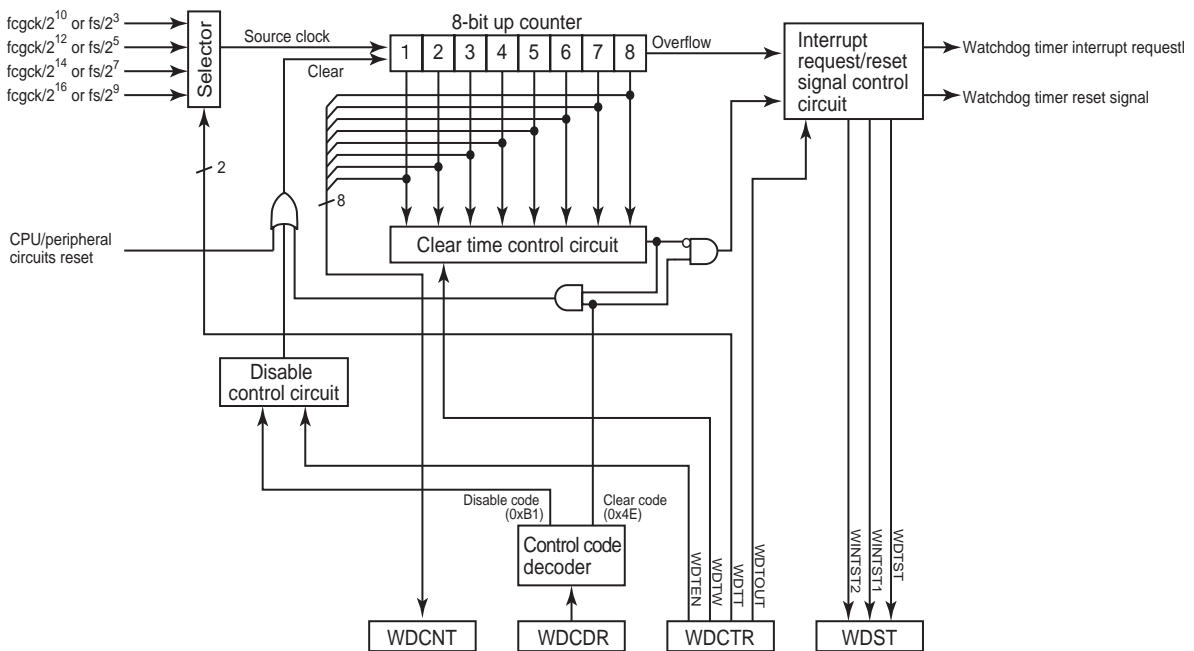 8-bit up counter
fcgck/2^10 or fs/2^3
fcgck/2^12 or fs/2^5
fcgck/2^14 or fs/2^7
fcgck/2^16 or fs/2^9
Selector
Source clock
Clear
1 2 3 4 5 6 7 8
Overflow
Interrupt
request/reset
signal control
circuit
Watchdog timer interrupt requestl
Watchdog timer reset signal
2
8
CPU/peripheral
circuits reset
Clear time control circuit
Disable
control circuit
Disable code
(0xB1)
Clear code
(0x4E)
Control code
decoder
WDTEN
WDTW
WDTT
WDTOUT
WINTST2
WINTST1
WDTST
WDCNT
WDCDR
WDCTR
WDST